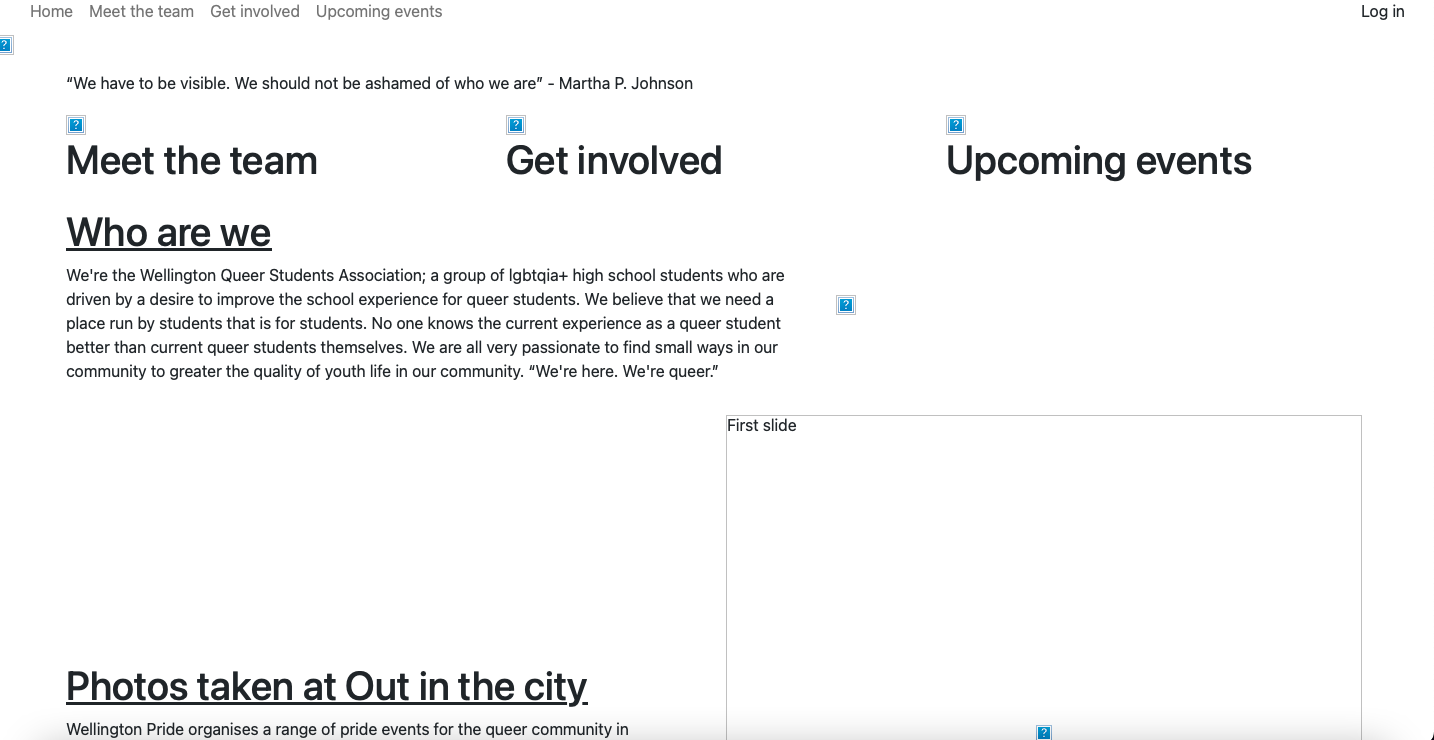 Home Meet the team Get involved Upcoming events Log in
“We have to be visible. We should not be ashamed of who we are” - Martha P. Johnson
Meet the team Get involved Upcoming events
Who are we
We're the Wellington Queer Students Association; a group of lgbtqia+ high school students who are
driven by a desire to improve the school experience for queer students. We believe that we need a
place run by students that is for students. No one knows the current experience as a queer student
better than current queer students themselves. We are all very passionate to find small ways in our
community to greater the quality of youth life in our community. “We're here. We're queer.”
First slide
Photos taken at Out in the city
Wellington Pride organises a range of pride events for the queer community in